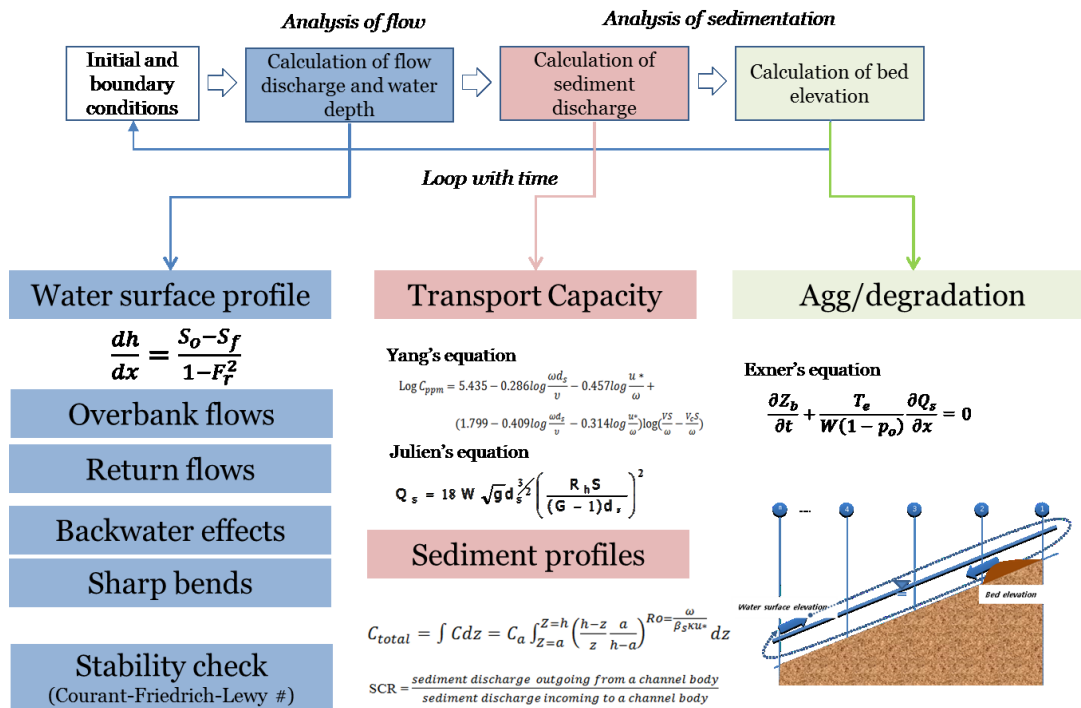 Analysis of flow
Analysis of sedimentation
Initial and
boundary
conditions
Calculation of flow
discharge and water
depth
Calculation of
sediment
discharge
Calculation of bed
elevation
Loop with time
Water surface profile
dh/dx = (S_o−S_f)/(1−F_r^2)
Overbank flows
Return flows
Backwater effects
Sharp bends
Stability check
(Courant-Friedrich-Lewy #)
Transport Capacity
Yang's equation
Log C_ppm = 5.435 − 0.286log ωd_s/υ − 0.457log u*/ω +
(1.799 − 0.409log ωd_s/υ − 0.314log u*/ω)log(VS/ω − V_cS/ω)
Julien's equation
Q_s = 18 W √g d_s^3/2 (R_h S/((G − 1)d_s))^2
Sediment profiles
C_total = ∫ Cdz = C_a ∫_{Z=a}^{Z=h} ((h−z)/z a/(h−a))^{Ro=ω/(β_sκu*)} dz
SCR = sediment discharge outgoing from a channel body/sediment discharge incoming to a channel body
Agg/degradation
Exner's equation
∂Z_b/∂t + T_e/(W(1−p_o)) ∂Q_s/∂x = 0
n .... 4 3 2 1
Water surface elevation
Bed elevation